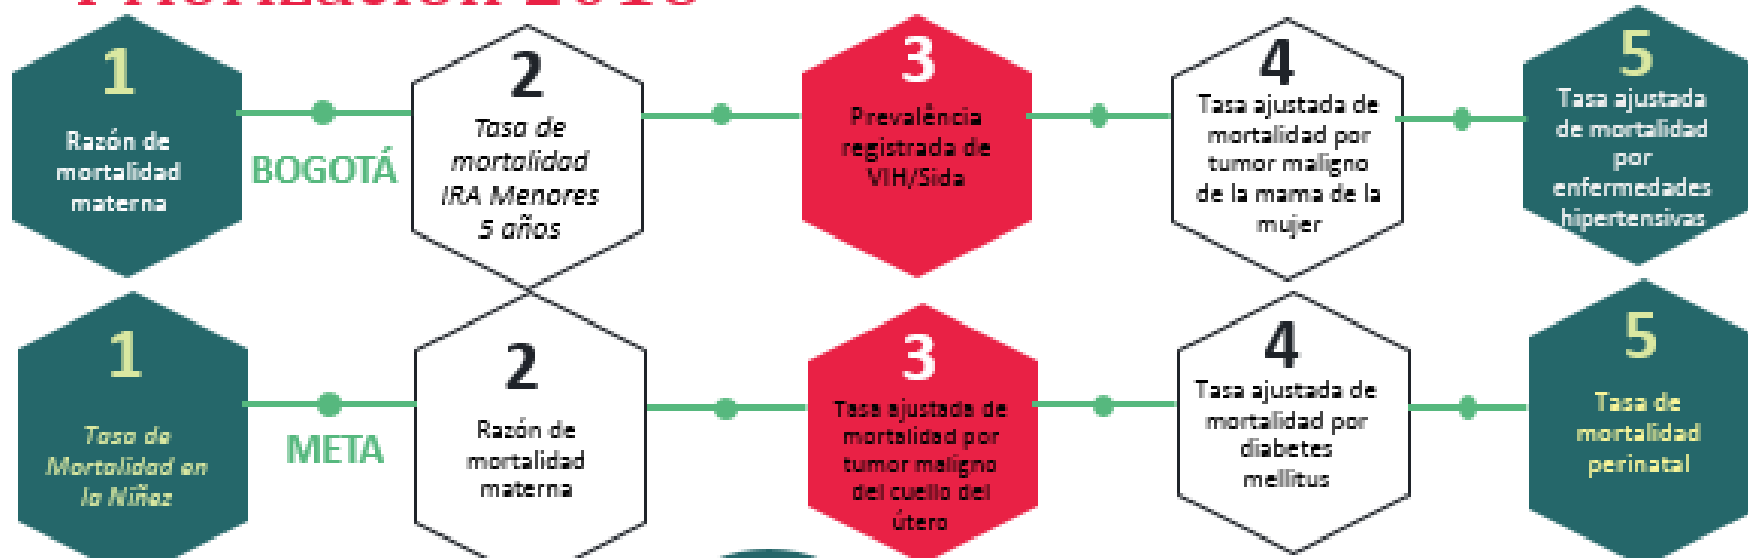 Priorización 2018
1
Razón de
mortalidad
materna
BOGOTÁ
2
Tasa de
mortalidad
IRA Menores
5 años
3
Prevalência
registrada de
VIH/Sida
4
Tasa ajustada de
mortalidad por
tumor maligno
de la mama de la
mujer
5
Tasa ajustada
de mortalidad
por
enfermedades
hipertensivas
1
Tasa de
Mortalidad en
la Niñez
META
2
Razón de
mortalidad
materna
3
Tasa ajustada de
mortalidad por
tumor maligno
del cuello del
útero
4
Tasa ajustada de
mortalidad por
diabetes
mellitus
5
Tasa de
mortalidad
perinatal